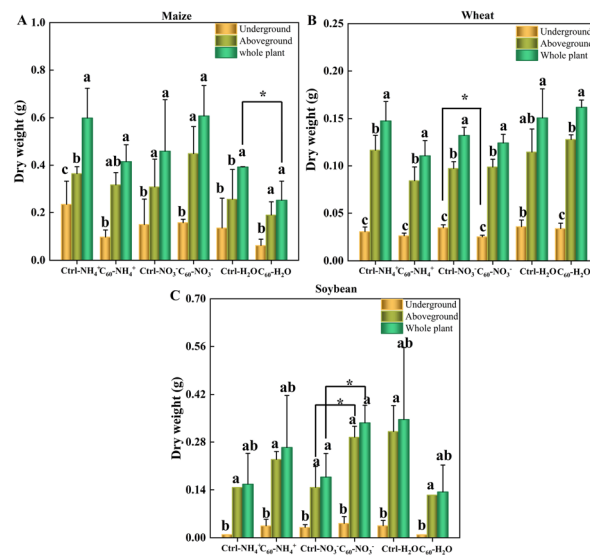 A
Maize
Underground
Aboveground
whole plant
Dry weight (g)
1.0
0.8
0.6
0.4
0.2
0.0
c b a
b ab a
b a a
b a a
b a a
b a a
*
Ctrl-NH₄⁺ C₆₀-NH₄⁺ Ctrl-NO₃⁻ C₆₀-NO₃⁻ Ctrl-H₂O C₆₀-H₂O
B
Wheat
Underground
Aboveground
Whole plant
Dry weight (g)
0.20
0.15
0.10
0.05
0.00
c b a
c b a
c b a
c b a
c ab a
c b a
*
Ctrl-NH₄⁺ C₆₀-NH₄⁺ Ctrl-NO₃⁻ C₆₀-NO₃⁻ Ctrl-H₂O C₆₀-H₂O
C
Soybean
Underground
Aboveground
Whole plant
Dry weight (g)
0.70
0.56
0.42
0.28
0.14
0.00
b a ab
b a ab
b a a
b a a
b a ab
b a ab
*
*
Ctrl-NH₄⁺ C₆₀-NH₄⁺ Ctrl-NO₃⁻ C₆₀-NO₃⁻ Ctrl-H₂O C₆₀-H₂O